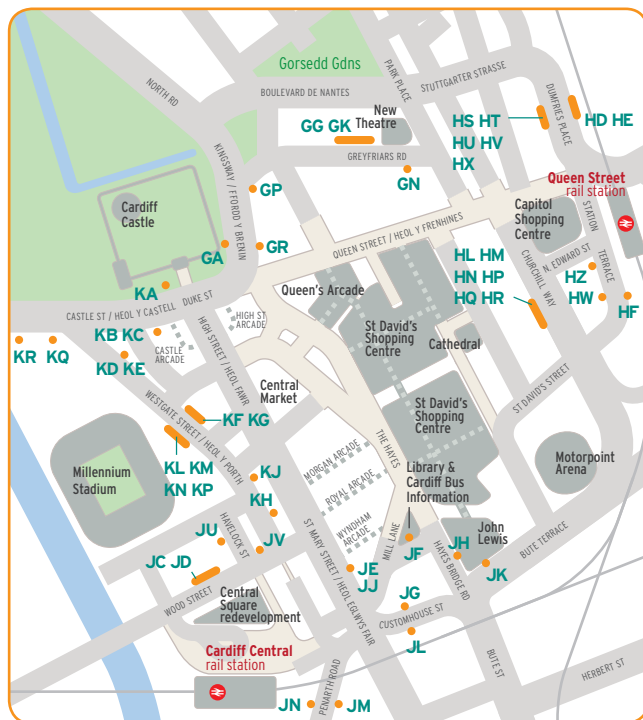 Gorsedd Gdns
NORTH RD
BOULEVARD DE NANTES
PARK PLACE
STUTTGARTER STRASSE
DUMFRIES PLACE
New
Theatre
GG GK
GREYFRIARS RD
GN
HS HT
HU HV
HX
HD HE
Queen Street
rail station
KINGSWAY / FFORDD Y BRENIN
GP
Cardiff
Castle
GA
GR
QUEEN STREET / HEOL Y FRENHINES
Capitol
Shopping
Centre
STATION
TERRACE
N. EDWARD ST
CHURCHILL WAY
HL HM
HN HP
HQ HR
HZ
HW
HF
KA
CASTLE ST / HEOL Y CASTELL
DUKE ST
Queen's Arcade
HIGH ST
ARCADE
St David's
Shopping
Centre
Cathedral
KR
KQ
KB KC
KD KE
CASTLE
ARCADE
HIGH STREET / HEOL FAWR
Central
Market
ST DAVID'S STREET
WESTGATE STREET / HEOL Y PORTH
KF KG
St David's
Shopping
Centre
THE HAYES
Millennium
Stadium
KL KM
KN KP
KJ
KH
MORGAN ARCADE
ROYAL ARCADE
WYNDHAM
ARCADE
Library &
Cardiff Bus
Information
Motorpoint
Arena
JU
HAVELOCK ST
JV
MILL LANE
JF
John
Lewis
JH
JK
BUTE TERRACE
JC JD
WOOD STREET
Central
Square
redevelopment
JE
JJ
ST MARY STREET / HEOL EGLWYS FAIR
HAYES BRIDGE RD
JG
CUSTOMHOUSE ST
JL
Cardiff Central
rail station
BUTE ST
HERBERT ST
PENARTH ROAD
JN
JM